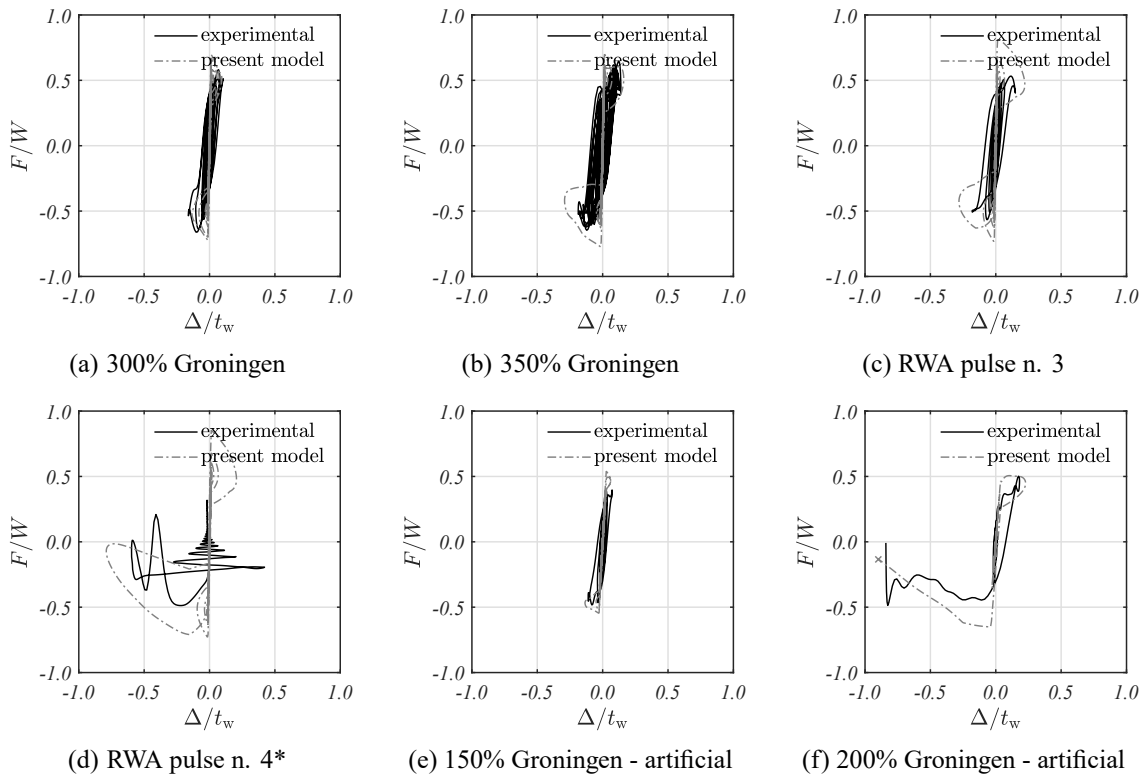 1.0
0.5
0.0
-0.5
-1.0
F/W
experimental
present model
-1.0 -0.5 0.0 0.5 1.0
Δ/t_w
(a) 300% Groningen
1.0
0.5
0.0
-0.5
-1.0
F/W
experimental
present model
-1.0 -0.5 0.0 0.5 1.0
Δ/t_w
(b) 350% Groningen
1.0
0.5
0.0
-0.5
-1.0
F/W
experimental
present model
-1.0 -0.5 0.0 0.5 1.0
Δ/t_w
(c) RWA pulse n. 3
1.0
0.5
0.0
-0.5
-1.0
F/W
experimental
present model
-1.0 -0.5 0.0 0.5 1.0
Δ/t_w
(d) RWA pulse n. 4*
1.0
0.5
0.0
-0.5
-1.0
F/W
experimental
present model
-1.0 -0.5 0.0 0.5 1.0
Δ/t_w
(e) 150% Groningen - artificial
1.0
0.5
0.0
-0.5
-1.0
F/W
experimental
present model
-1.0 -0.5 0.0 0.5 1.0
Δ/t_w
(f) 200% Groningen - artificial